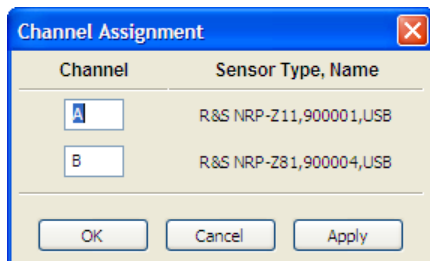 Channel Assignment
Channel Sensor Type, Name
A R&S NRP-Z11,900001,USB
B R&S NRP-Z81,900004,USB
OK Cancel Apply